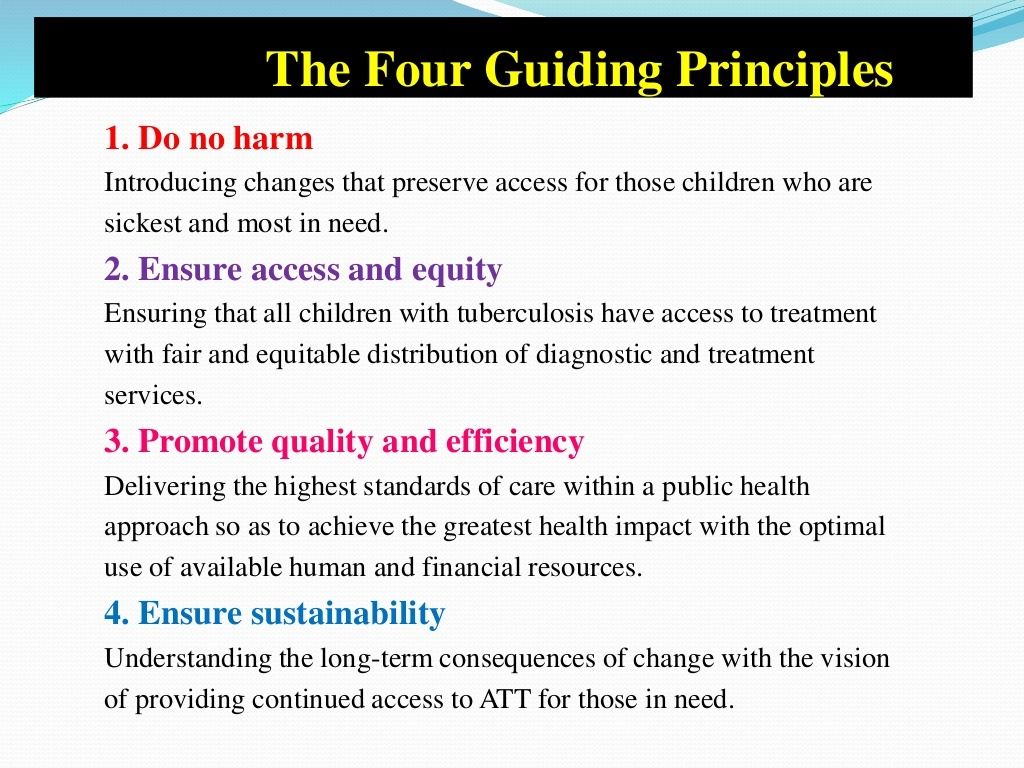 The Four Guiding Principles
1. Do no harm
Introducing changes that preserve access for those children who are
sickest and most in need.
2. Ensure access and equity
Ensuring that all children with tuberculosis have access to treatment
with fair and equitable distribution of diagnostic and treatment
services.
3. Promote quality and efficiency
Delivering the highest standards of care within a public health
approach so as to achieve the greatest health impact with the optimal
use of available human and financial resources.
4. Ensure sustainability
Understanding the long-term consequences of change with the vision
of providing continued access to ATT for those in need.